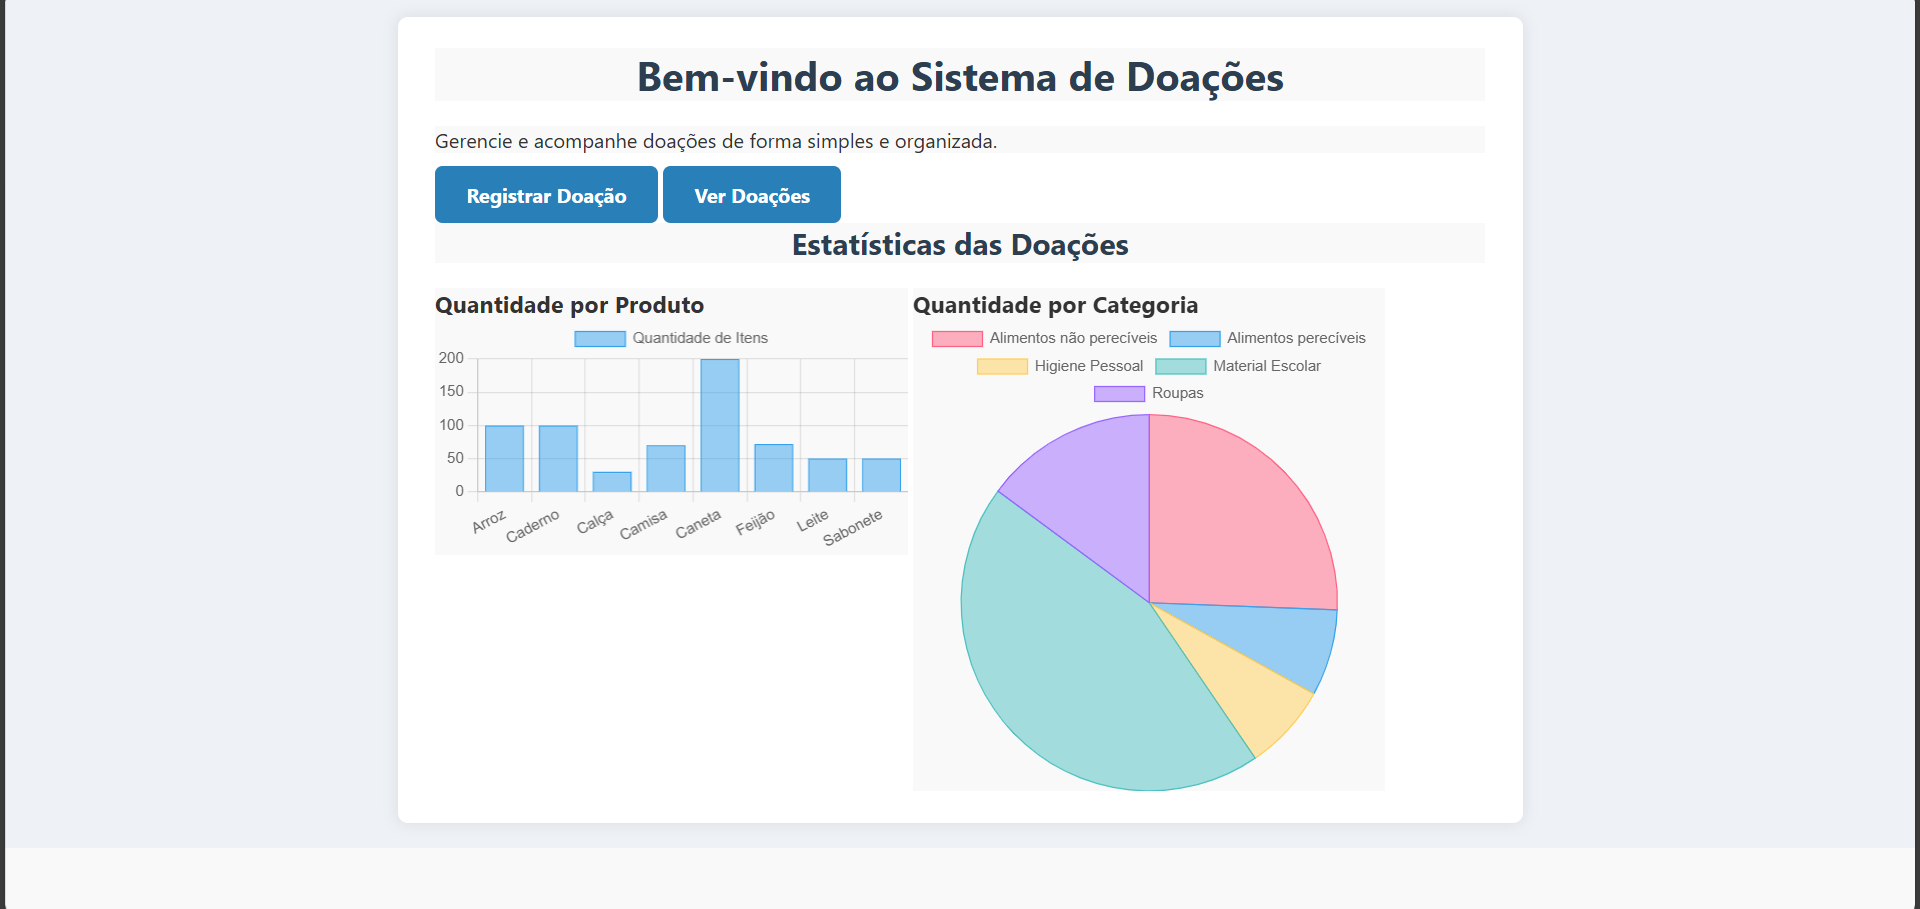 Bem-vindo ao Sistema de Doações
Gerencie e acompanhe doações de forma simples e organizada.
Registrar Doação Ver Doações
Estatísticas das Doações
Quantidade por Produto
Quantidade de Itens
200
150
100
50
0
Arroz Caderno Calça Camisa Caneta Feijão Leite Sabonete
Quantidade por Categoria
Alimentos não perecíveis Alimentos perecíveis
Higiene Pessoal Material Escolar
Roupas